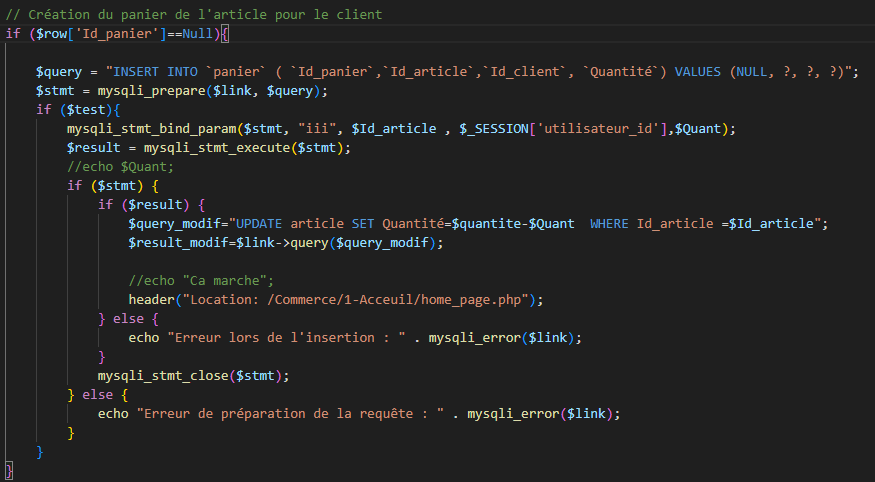 // Création du panier de l'article pour le client
if ($row['Id_panier']==Null){
$query = "INSERT INTO `panier` ( `Id_panier`,`Id_article`,`Id_client`, `Quantité`) VALUES (NULL, ?, ?, ?)";
$stmt = mysqli_prepare($link, $query);
if ($test){
mysqli_stmt_bind_param($stmt, "iii", $Id_article , $_SESSION['utilisateur_id'],$Quant);
$result = mysqli_stmt_execute($stmt);
//echo $Quant;
if ($stmt) {
if ($result) {
$query_modif="UPDATE article SET Quantité=$quantite-$Quant  WHERE Id_article =$Id_article";
$result_modif=$link->query($query_modif);
//echo "Ca marche";
header("Location: /Commerce/1-Acceuil/home_page.php");
} else {
echo "Erreur lors de l'insertion : " . mysqli_error($link);
}
mysqli_stmt_close($stmt);
} else {
echo "Erreur de préparation de la requête : " . mysqli_error($link);
}
}
}